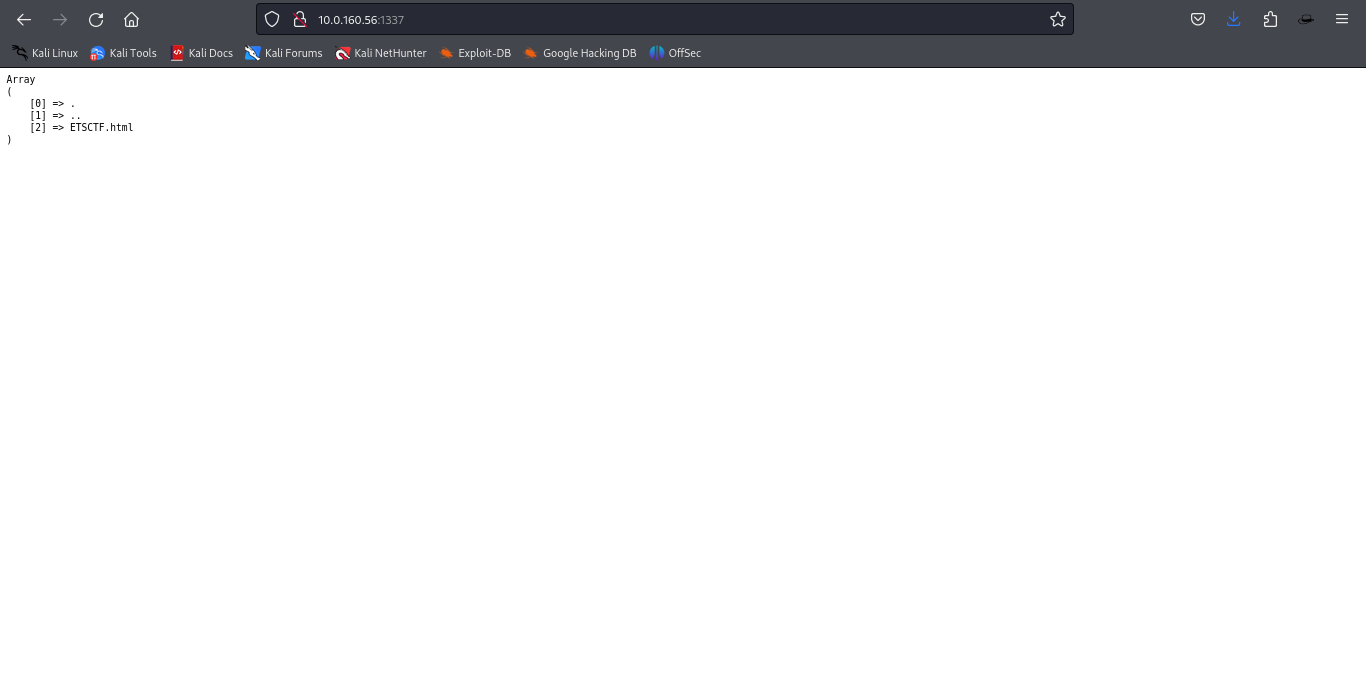 10.0.160.56:1337
Kali Linux Kali Tools Kali Docs Kali Forums Kali NetHunter Exploit-DB Google Hacking DB OffSec
Array
(
    [0] => .
    [1] => ..
    [2] => ETSCTF.html
)